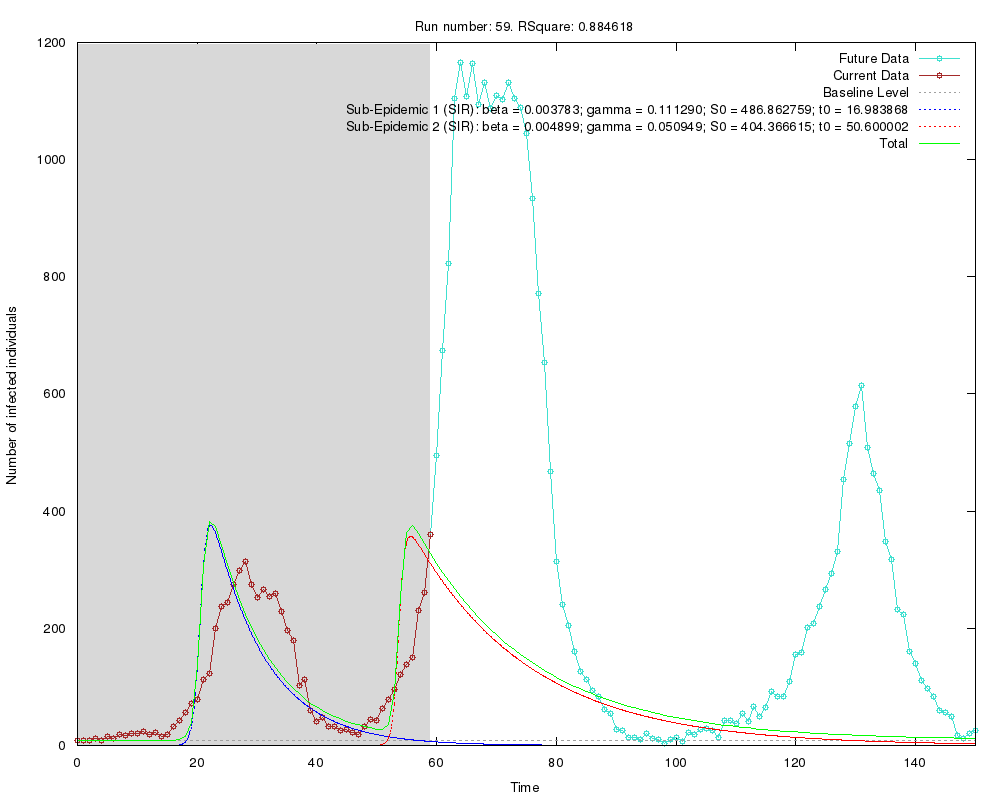 Run number: 59. RSquare: 0.884618
1200
1000
800
600
400
200
0
0 20 40 60 80 100 120 140
Number of infected individuals
Time
Future Data
Current Data
Baseline Level
Sub-Epidemic 1 (SIR): beta = 0.003783; gamma = 0.111290; S0 = 486.862759; t0 = 16.983868
Sub-Epidemic 2 (SIR): beta = 0.004899; gamma = 0.050949; S0 = 404.366615; t0 = 50.600002
Total